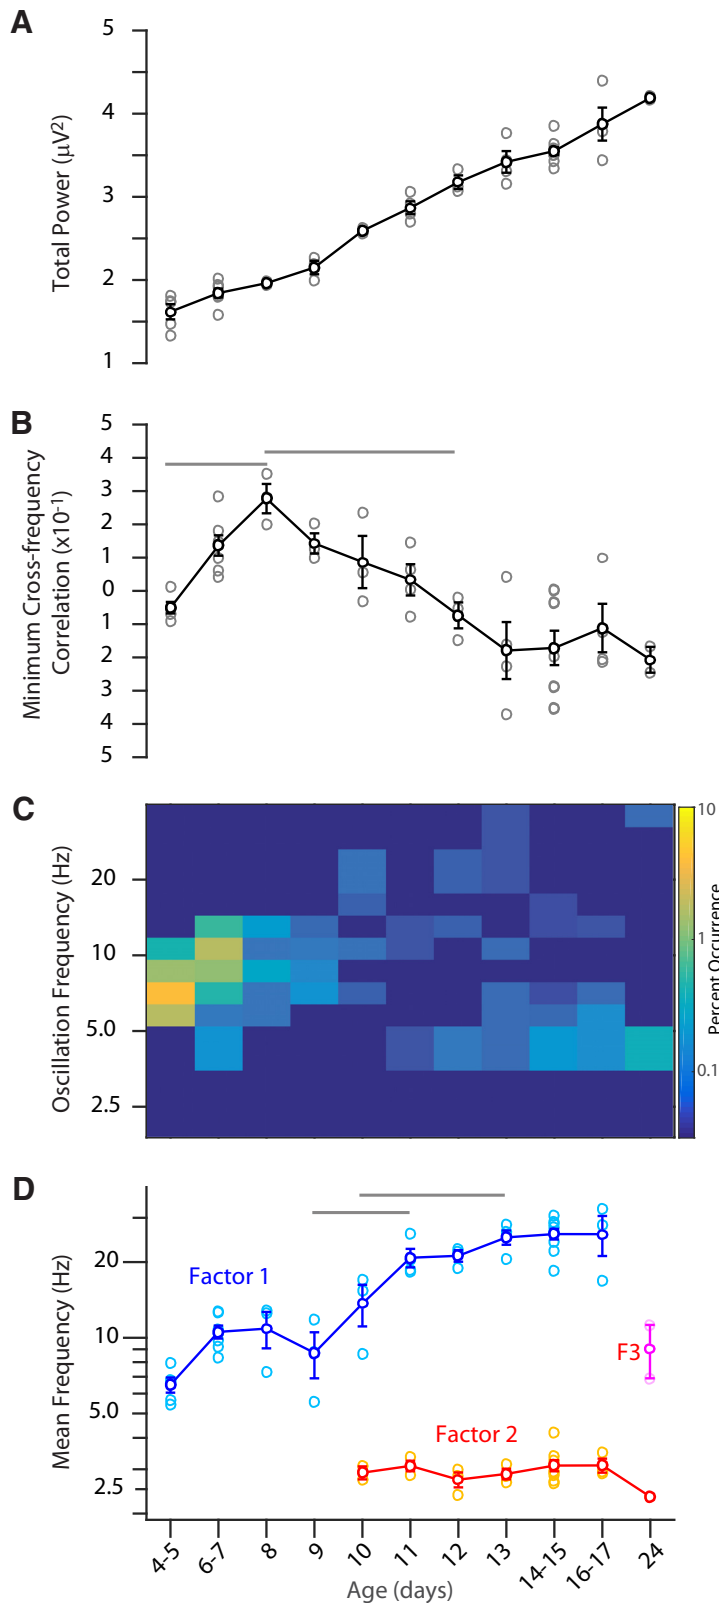 A
5
4
3
2
1
Total Power (µV²)
B
5
4
3
2
1
0
1
2
3
4
5
Minimum Cross-frequency
Correlation (x10⁻¹)
C
20
10
5.0
2.5
Oscillation Frequency (Hz)
10
1
0.1
Percent Occurrence
D
20
10
5.0
2.5
Mean Frequency (Hz)
Factor 1
F3
Factor 2
4-5
6-7
8
9
10
11
12
13
14-15
16-17
24
Age (days)